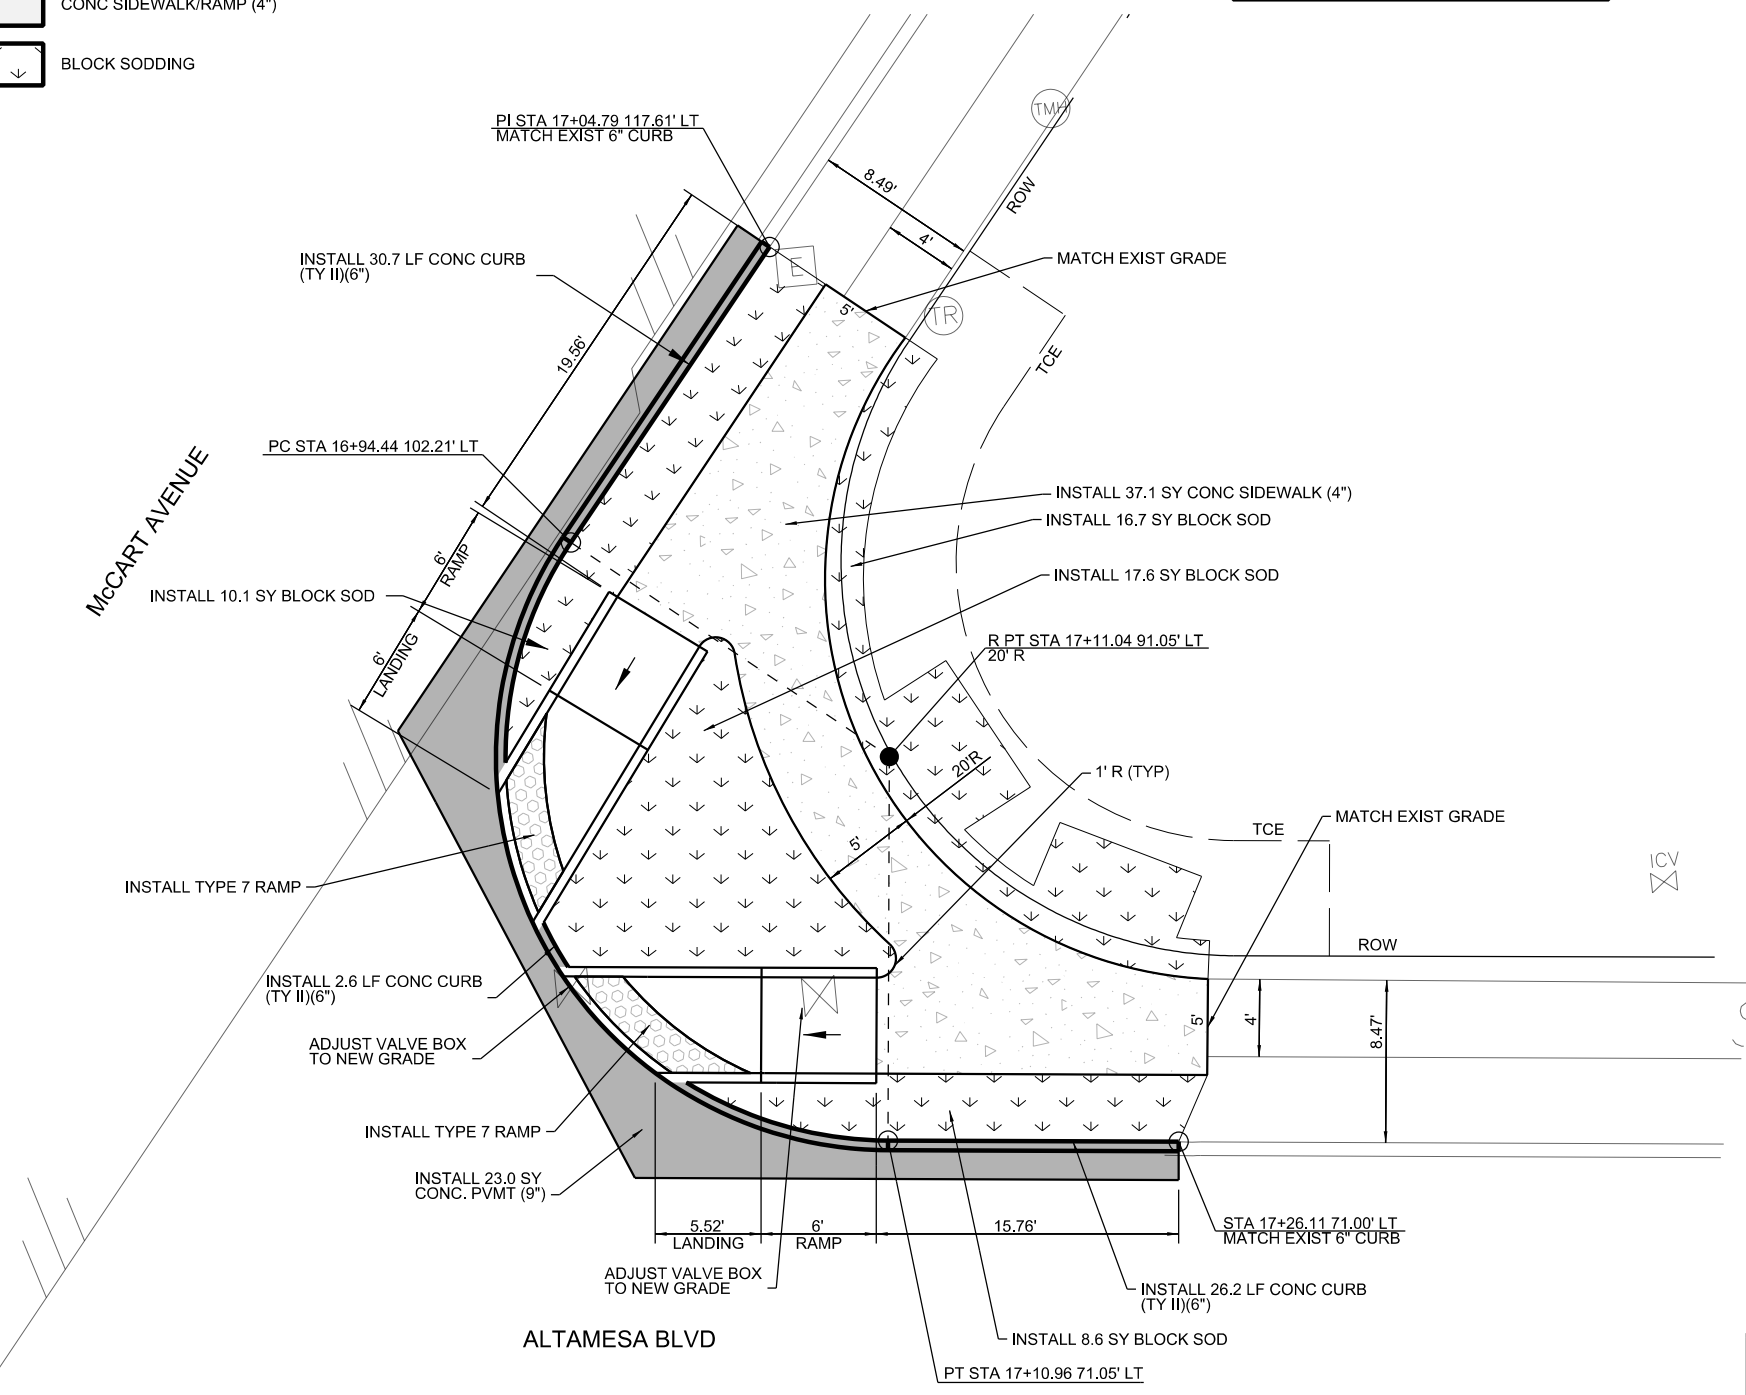 CONC SIDEWALK/RAMP (4")
BLOCK SODDING
PI STA 17+04.79 117.61' LT
MATCH EXIST 6" CURB
TMH
8.49'
ROW
4'
INSTALL 30.7 LF CONC CURB
(TY II)(6")
E
MATCH EXIST GRADE
5'
TR
19.56'
TCE
PC STA 16+94.44 102.21' LT
McCART AVENUE
INSTALL 37.1 SY CONC SIDEWALK (4")
INSTALL 16.7 SY BLOCK SOD
6'
RAMP
INSTALL 17.6 SY BLOCK SOD
INSTALL 10.1 SY BLOCK SOD
R PT STA 17+11.04 91.05' LT
20' R
6'
LANDING
20'R
1' R (TYP)
MATCH EXIST GRADE
TCE
5'
ICV
INSTALL TYPE 7 RAMP
ROW
INSTALL 2.6 LF CONC CURB
(TY II)(6")
5'
4'
8.47'
ADJUST VALVE BOX
TO NEW GRADE
INSTALL TYPE 7 RAMP
INSTALL 23.0 SY
CONC. PVMT (9")
5.52'
LANDING
6'
RAMP
15.76'
STA 17+26.11 71.00' LT
MATCH EXIST 6" CURB
ADJUST VALVE BOX
TO NEW GRADE
INSTALL 26.2 LF CONC CURB
(TY II)(6")
ALTAMESA BLVD
INSTALL 8.6 SY BLOCK SOD
PT STA 17+10.96 71.05' LT